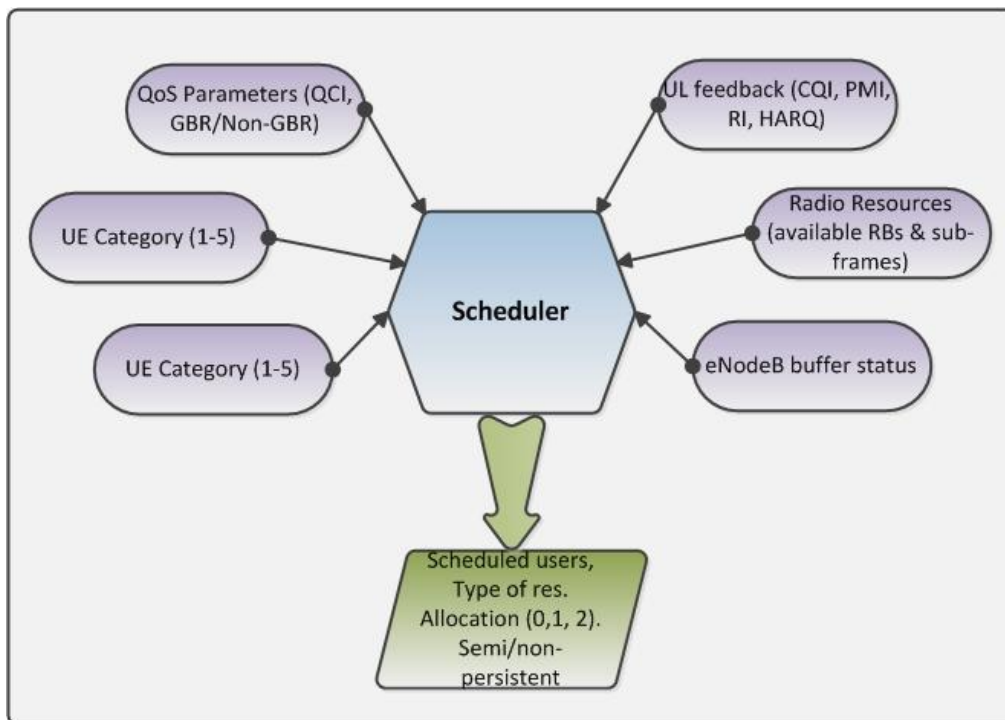 QoS Parameters (QCI,
GBR/Non-GBR)
UL feedback (CQI, PMI,
RI, HARQ)
UE Category (1-5)
Radio Resources
(available RBs & sub-
frames)
Scheduler
UE Category (1-5)
eNodeB buffer status
Scheduled users,
Type of res.
Allocation (0,1, 2).
Semi/non-
persistent